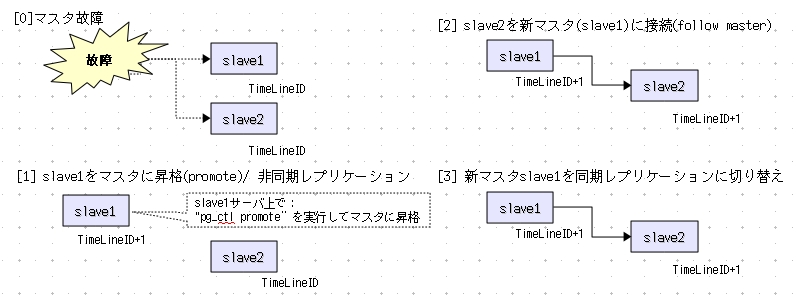 [0]マスタ故障
故障
slave1
TimeLineID
slave2
TimeLineID
[1] slave1をマスタに昇格(promote)/ 非同期レプリケーション
slave1
TimeLineID+1
slave1サーバ上で：
"pg_ctl promote" を実行してマスタに昇格
slave2
TimeLineID
[2] slave2を新マスタ(slave1)に接続(follow master)
slave1
TimeLineID+1
slave2
TimeLineID+1
[3] 新マスタslave1を同期レプリケーションに切り替え
slave1
TimeLineID+1
slave2
TimeLineID+1